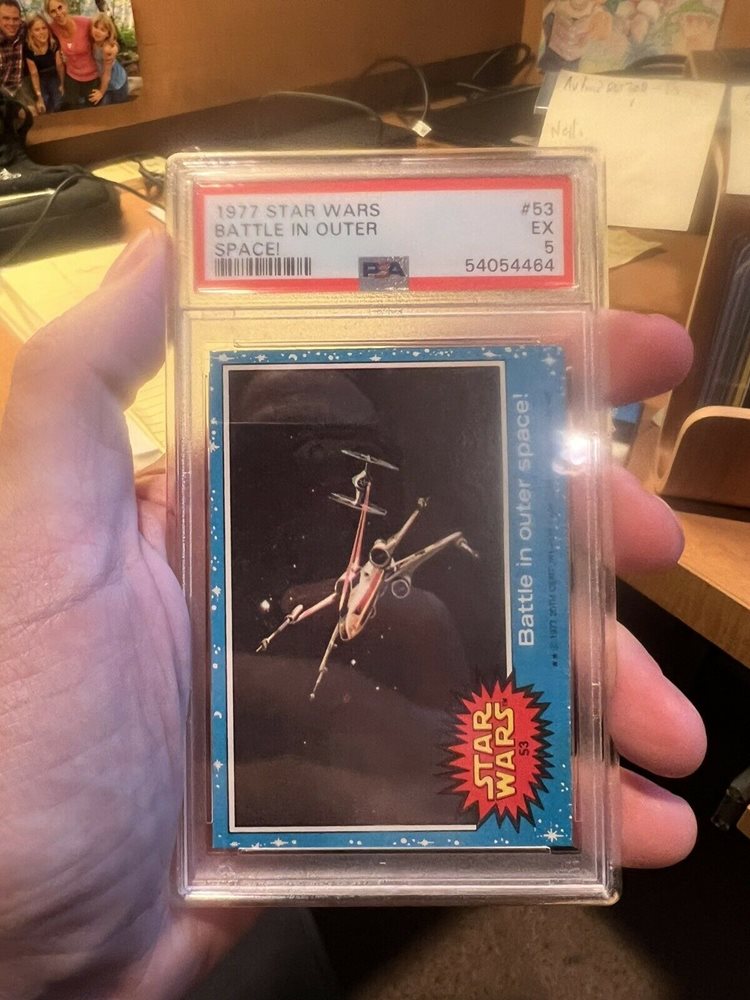 1977 STAR WARS #53
BATTLE IN OUTER EX
SPACE! 5
PSA 54054464
Battle in outer space!
STAR
WARS
53